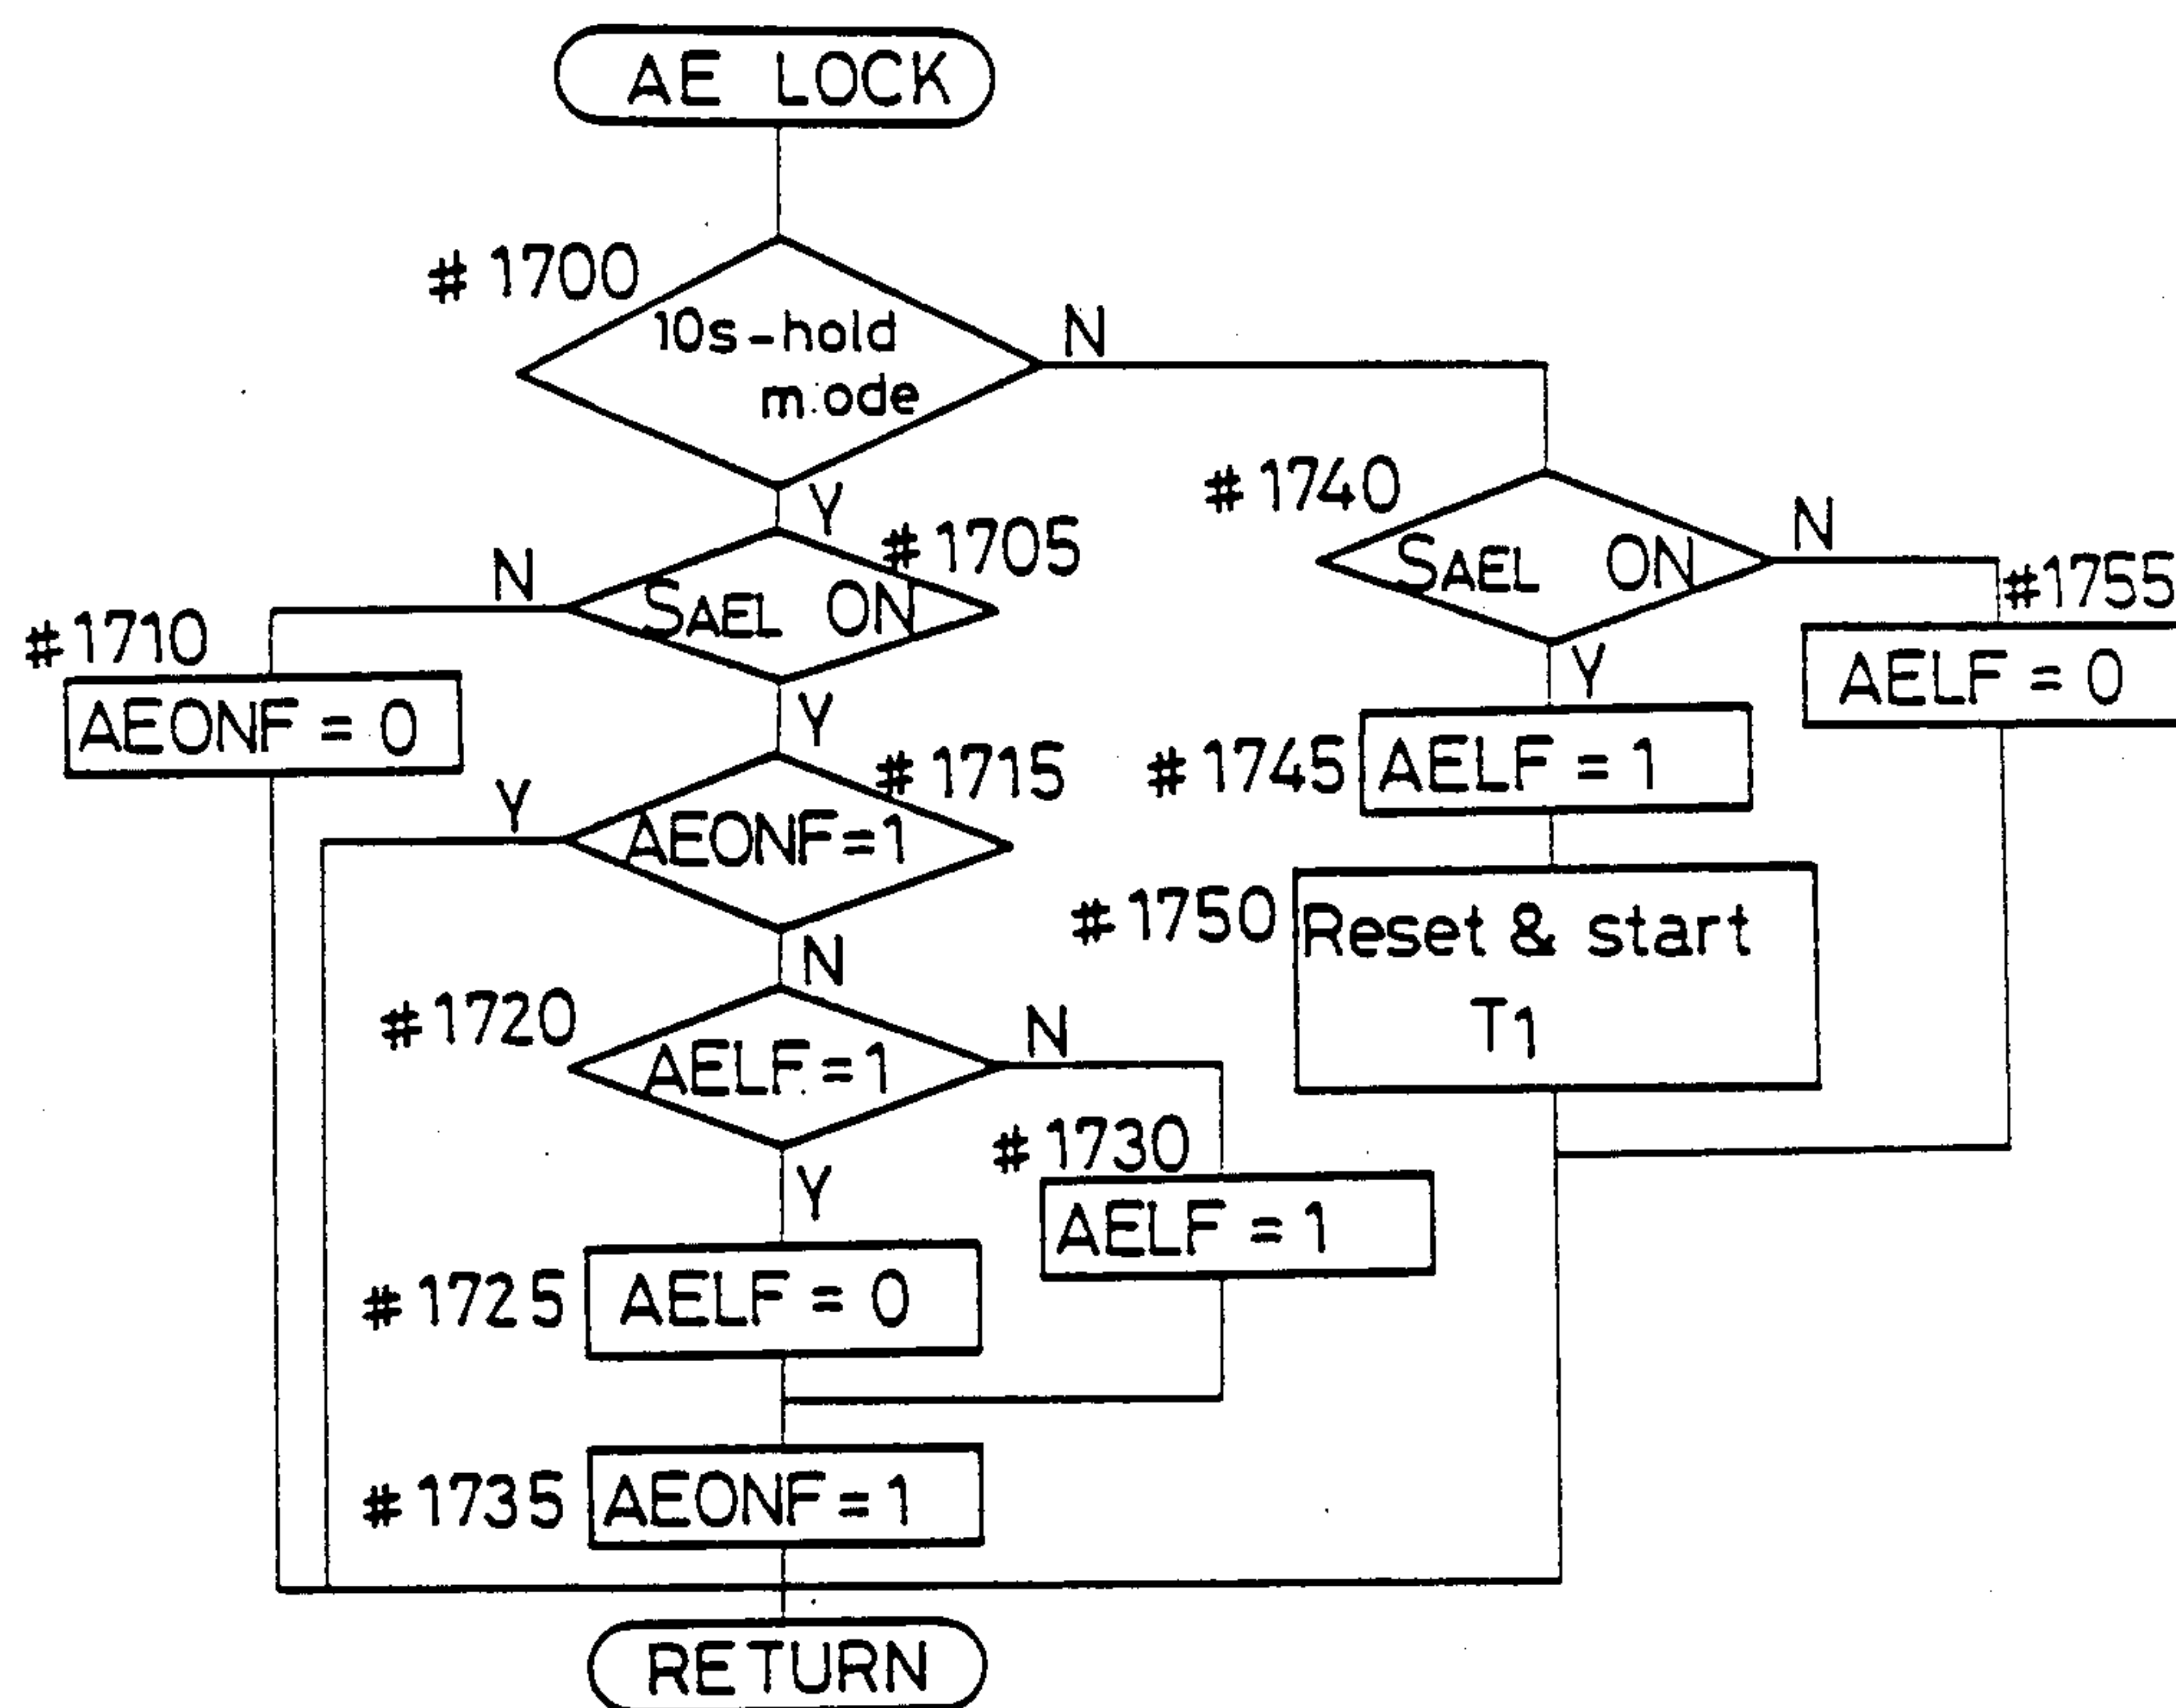 AE LOCK
#1700
10s-hold
mode
N
Y
#1705
SAEL ON
N
Y
#1710
AEONF = 0
#1715
AEONF=1
Y
N
#1720
AELF=1
N
Y
#1730
AELF = 1
#1725
AELF = 0
#1735
AEONF=1
#1740
SAEL ON
N
Y
#1755
AELF = 0
#1745
AELF = 1
#1750
Reset & start
T1
RETURN